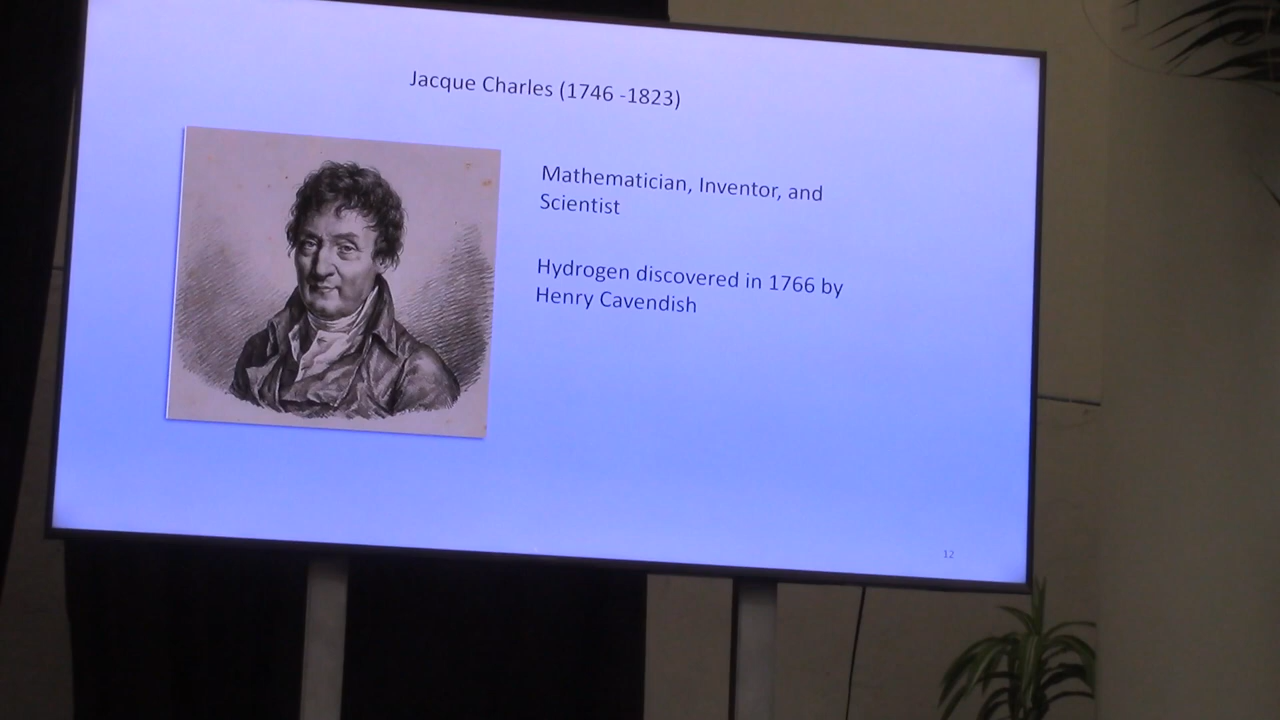 Jacque Charles (1746 -1823)
Mathematician, Inventor, and
Scientist
Hydrogen discovered in 1766 by
Henry Cavendish
12